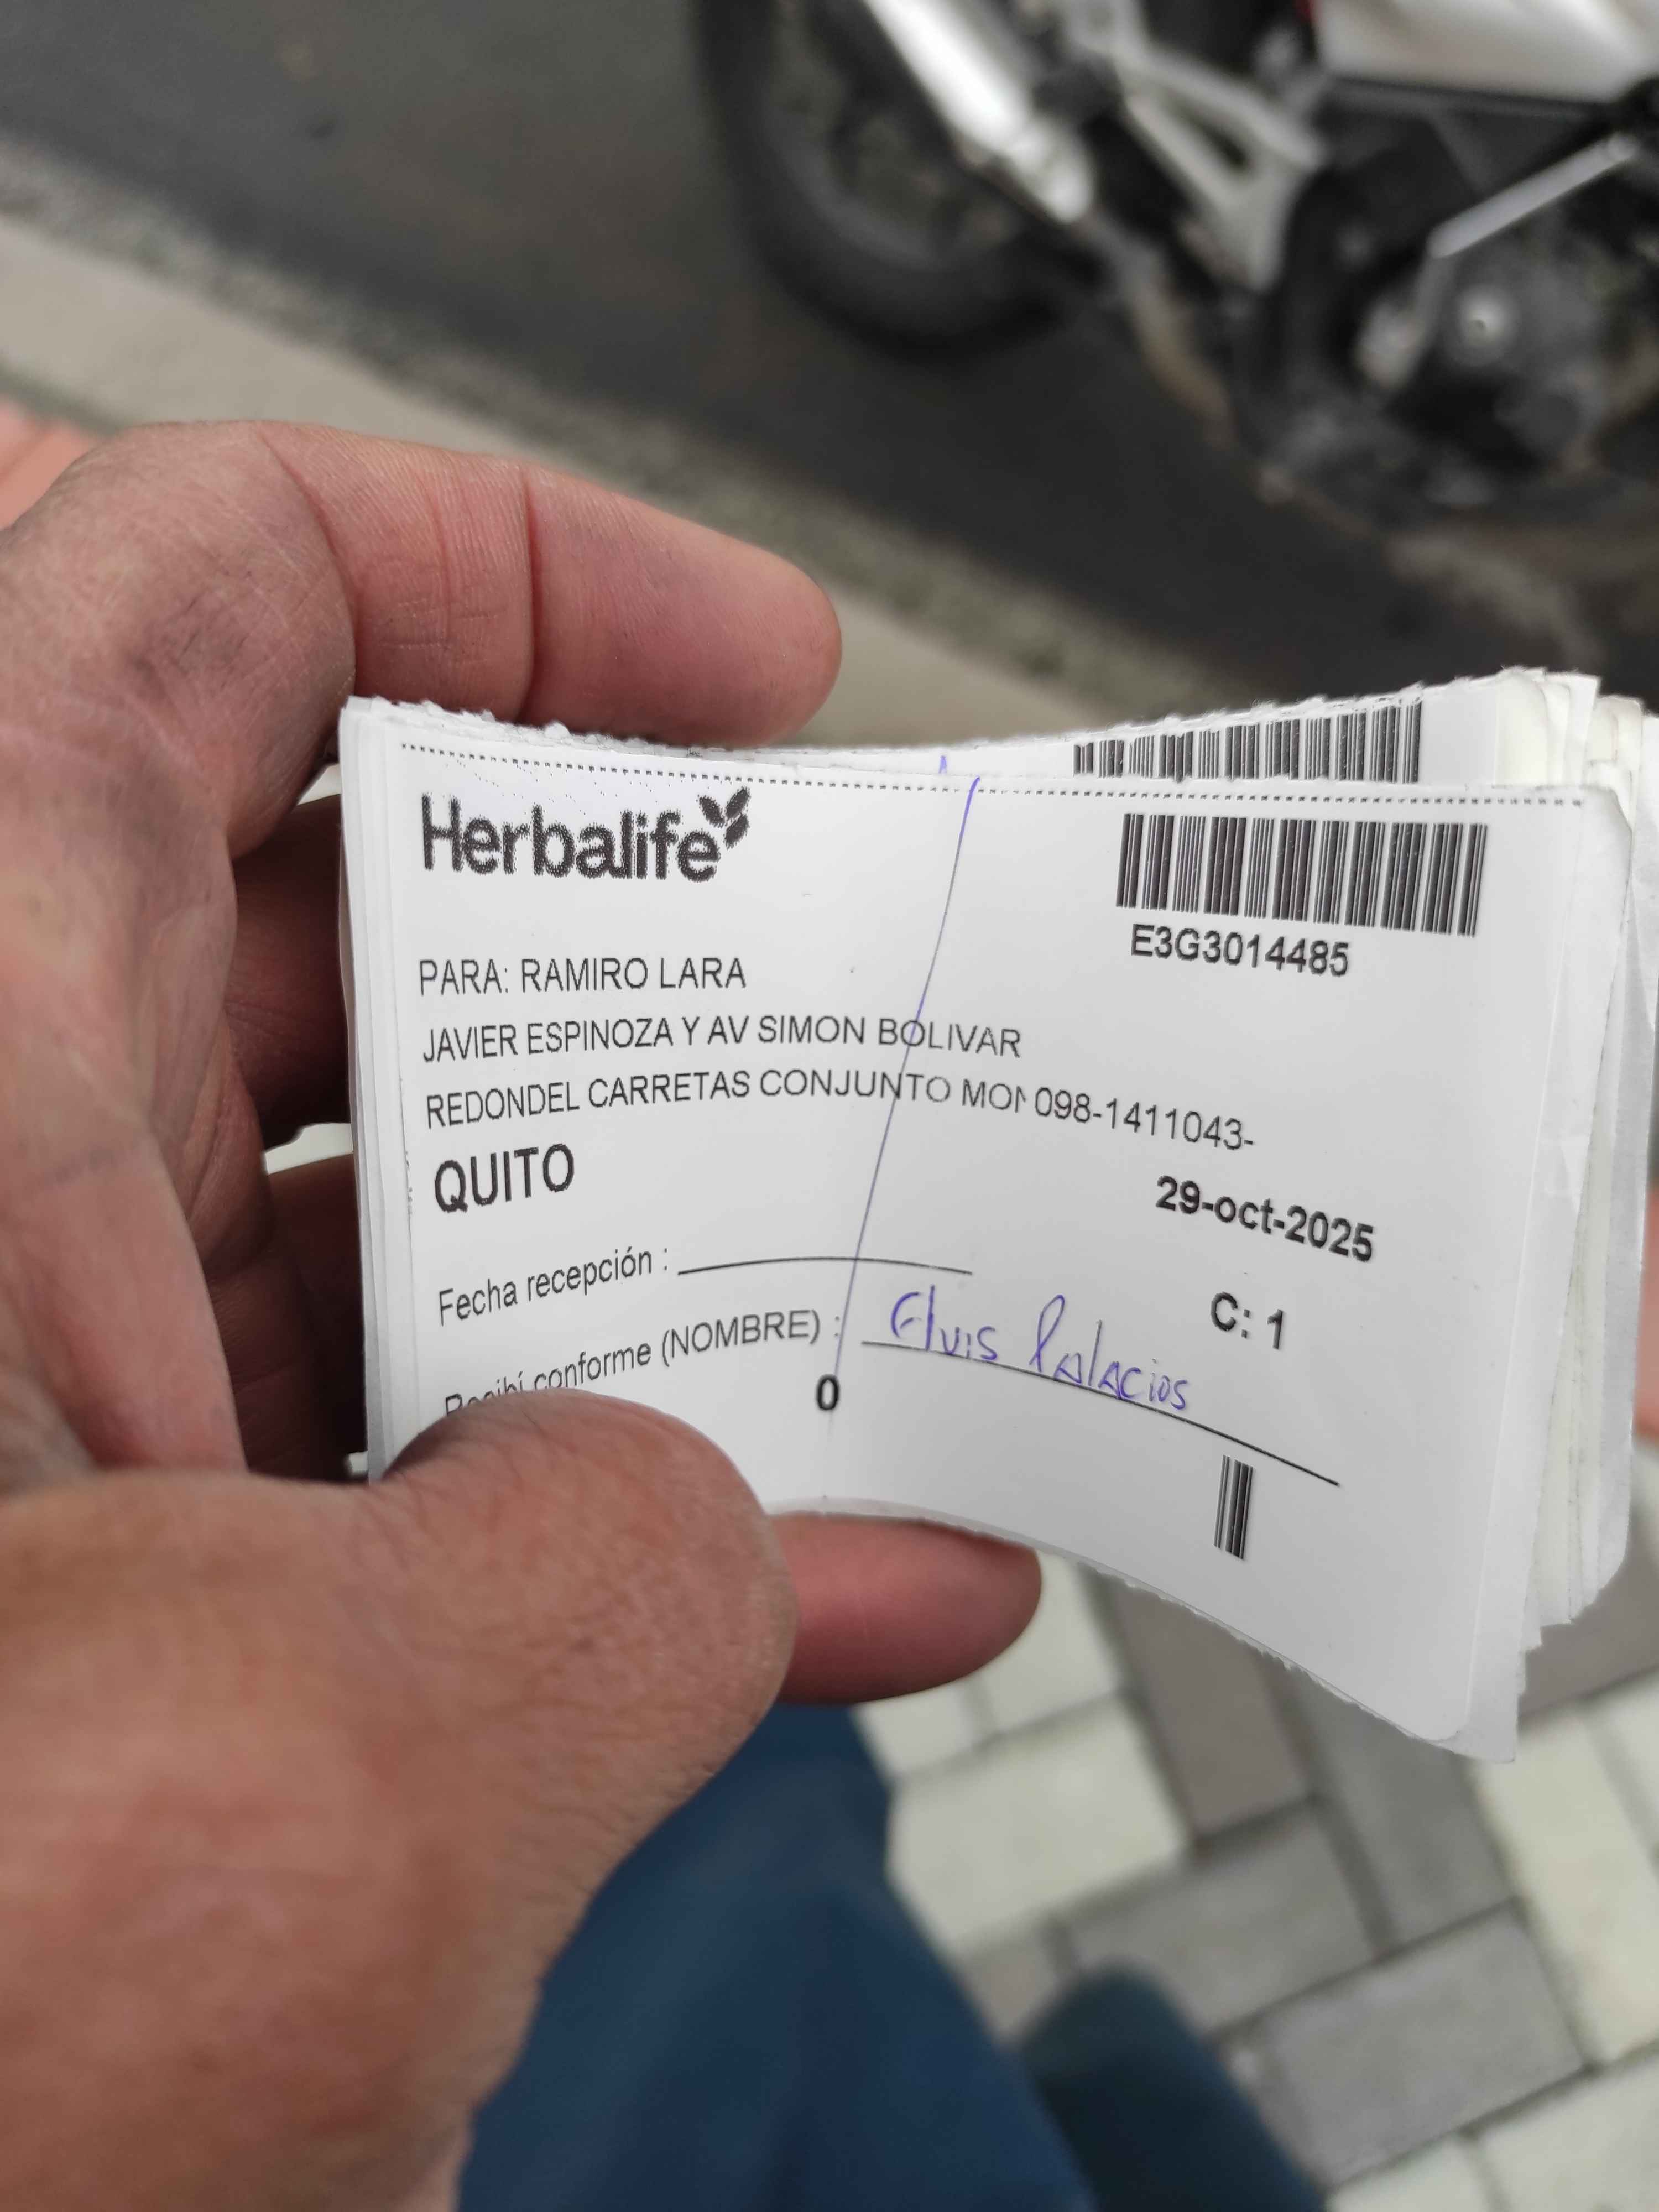 Herbalife
E3G3014485
PARA: RAMIRO LARA
JAVIER ESPINOZA Y AV SIMON BOLIVAR
REDONDEL CARRETAS CONJUNTO MON 098-1411043-
QUITO
29-oct-2025
Fecha recepción :
C: 1
Recibí conforme (NOMBRE) : Elvis Palacios
0